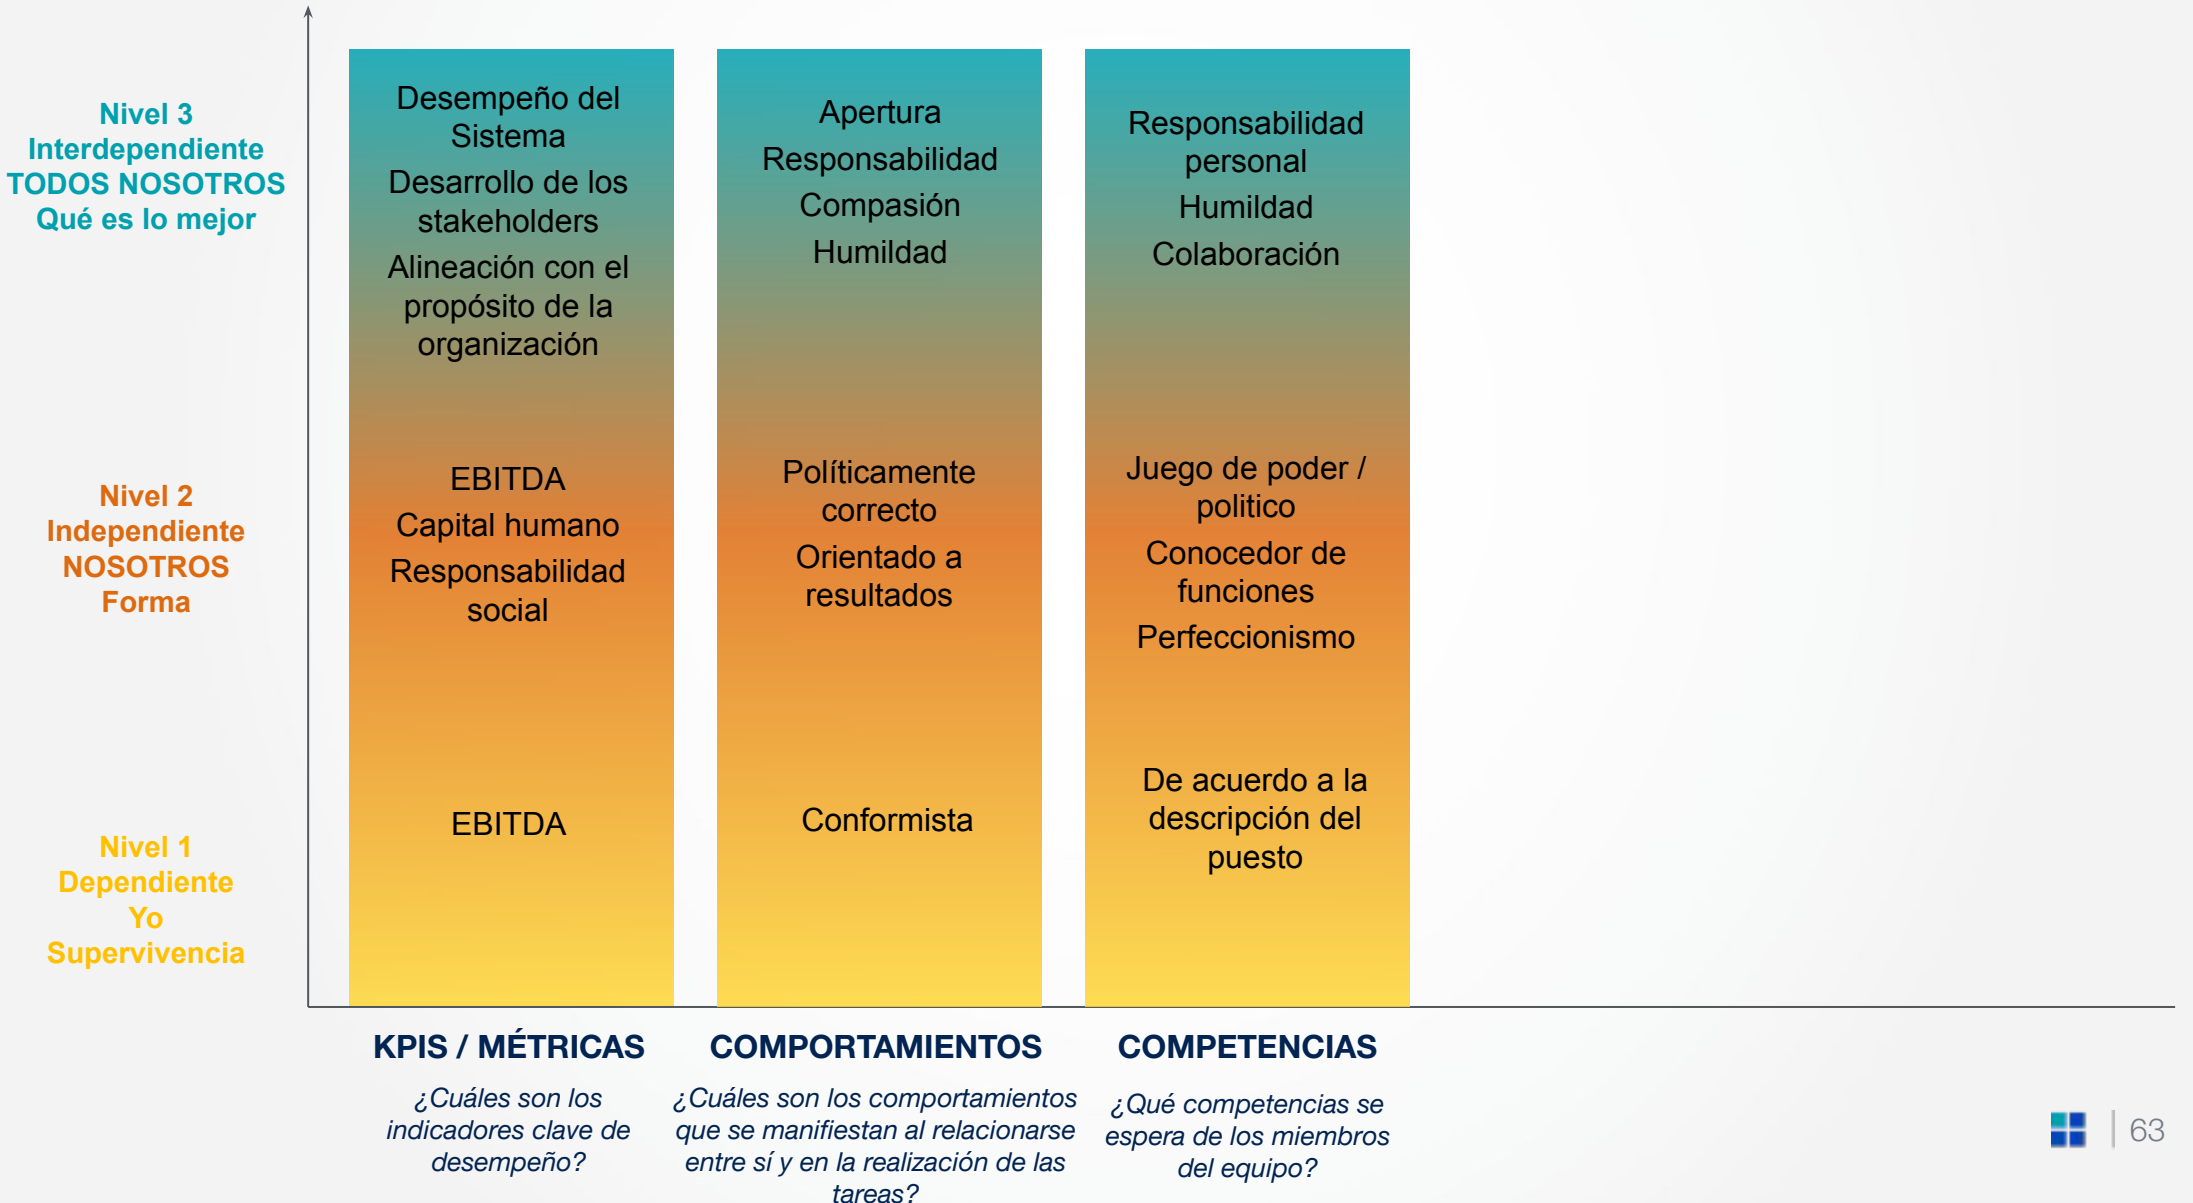 Nivel 3
Interdependiente
TODOS NOSOTROS
Qué es lo mejor
Desempeño del
Sistema
Desarrollo de los
stakeholders
Alineación con el
propósito de la
organización
Apertura
Responsabilidad
Compasión
Humildad
Responsabilidad
personal
Humildad
Colaboración
Nivel 2
Independiente
NOSOTROS
Forma
EBITDA
Capital humano
Responsabilidad
social
Políticamente
correcto
Orientado a
resultados
Juego de poder /
politico
Conocedor de
funciones
Perfeccionismo
Nivel 1
Dependiente
Yo
Supervivencia
EBITDA
Conformista
De acuerdo a la
descripción del
puesto
KPIS / MÉTRICAS
¿Cuáles son los
indicadores clave de
desempeño?
COMPORTAMIENTOS
¿Cuáles son los comportamientos
que se manifiestan al relacionarse
entre sí y en la realización de las
tareas?
COMPETENCIAS
¿Qué competencias se
espera de los miembros
del equipo?
63